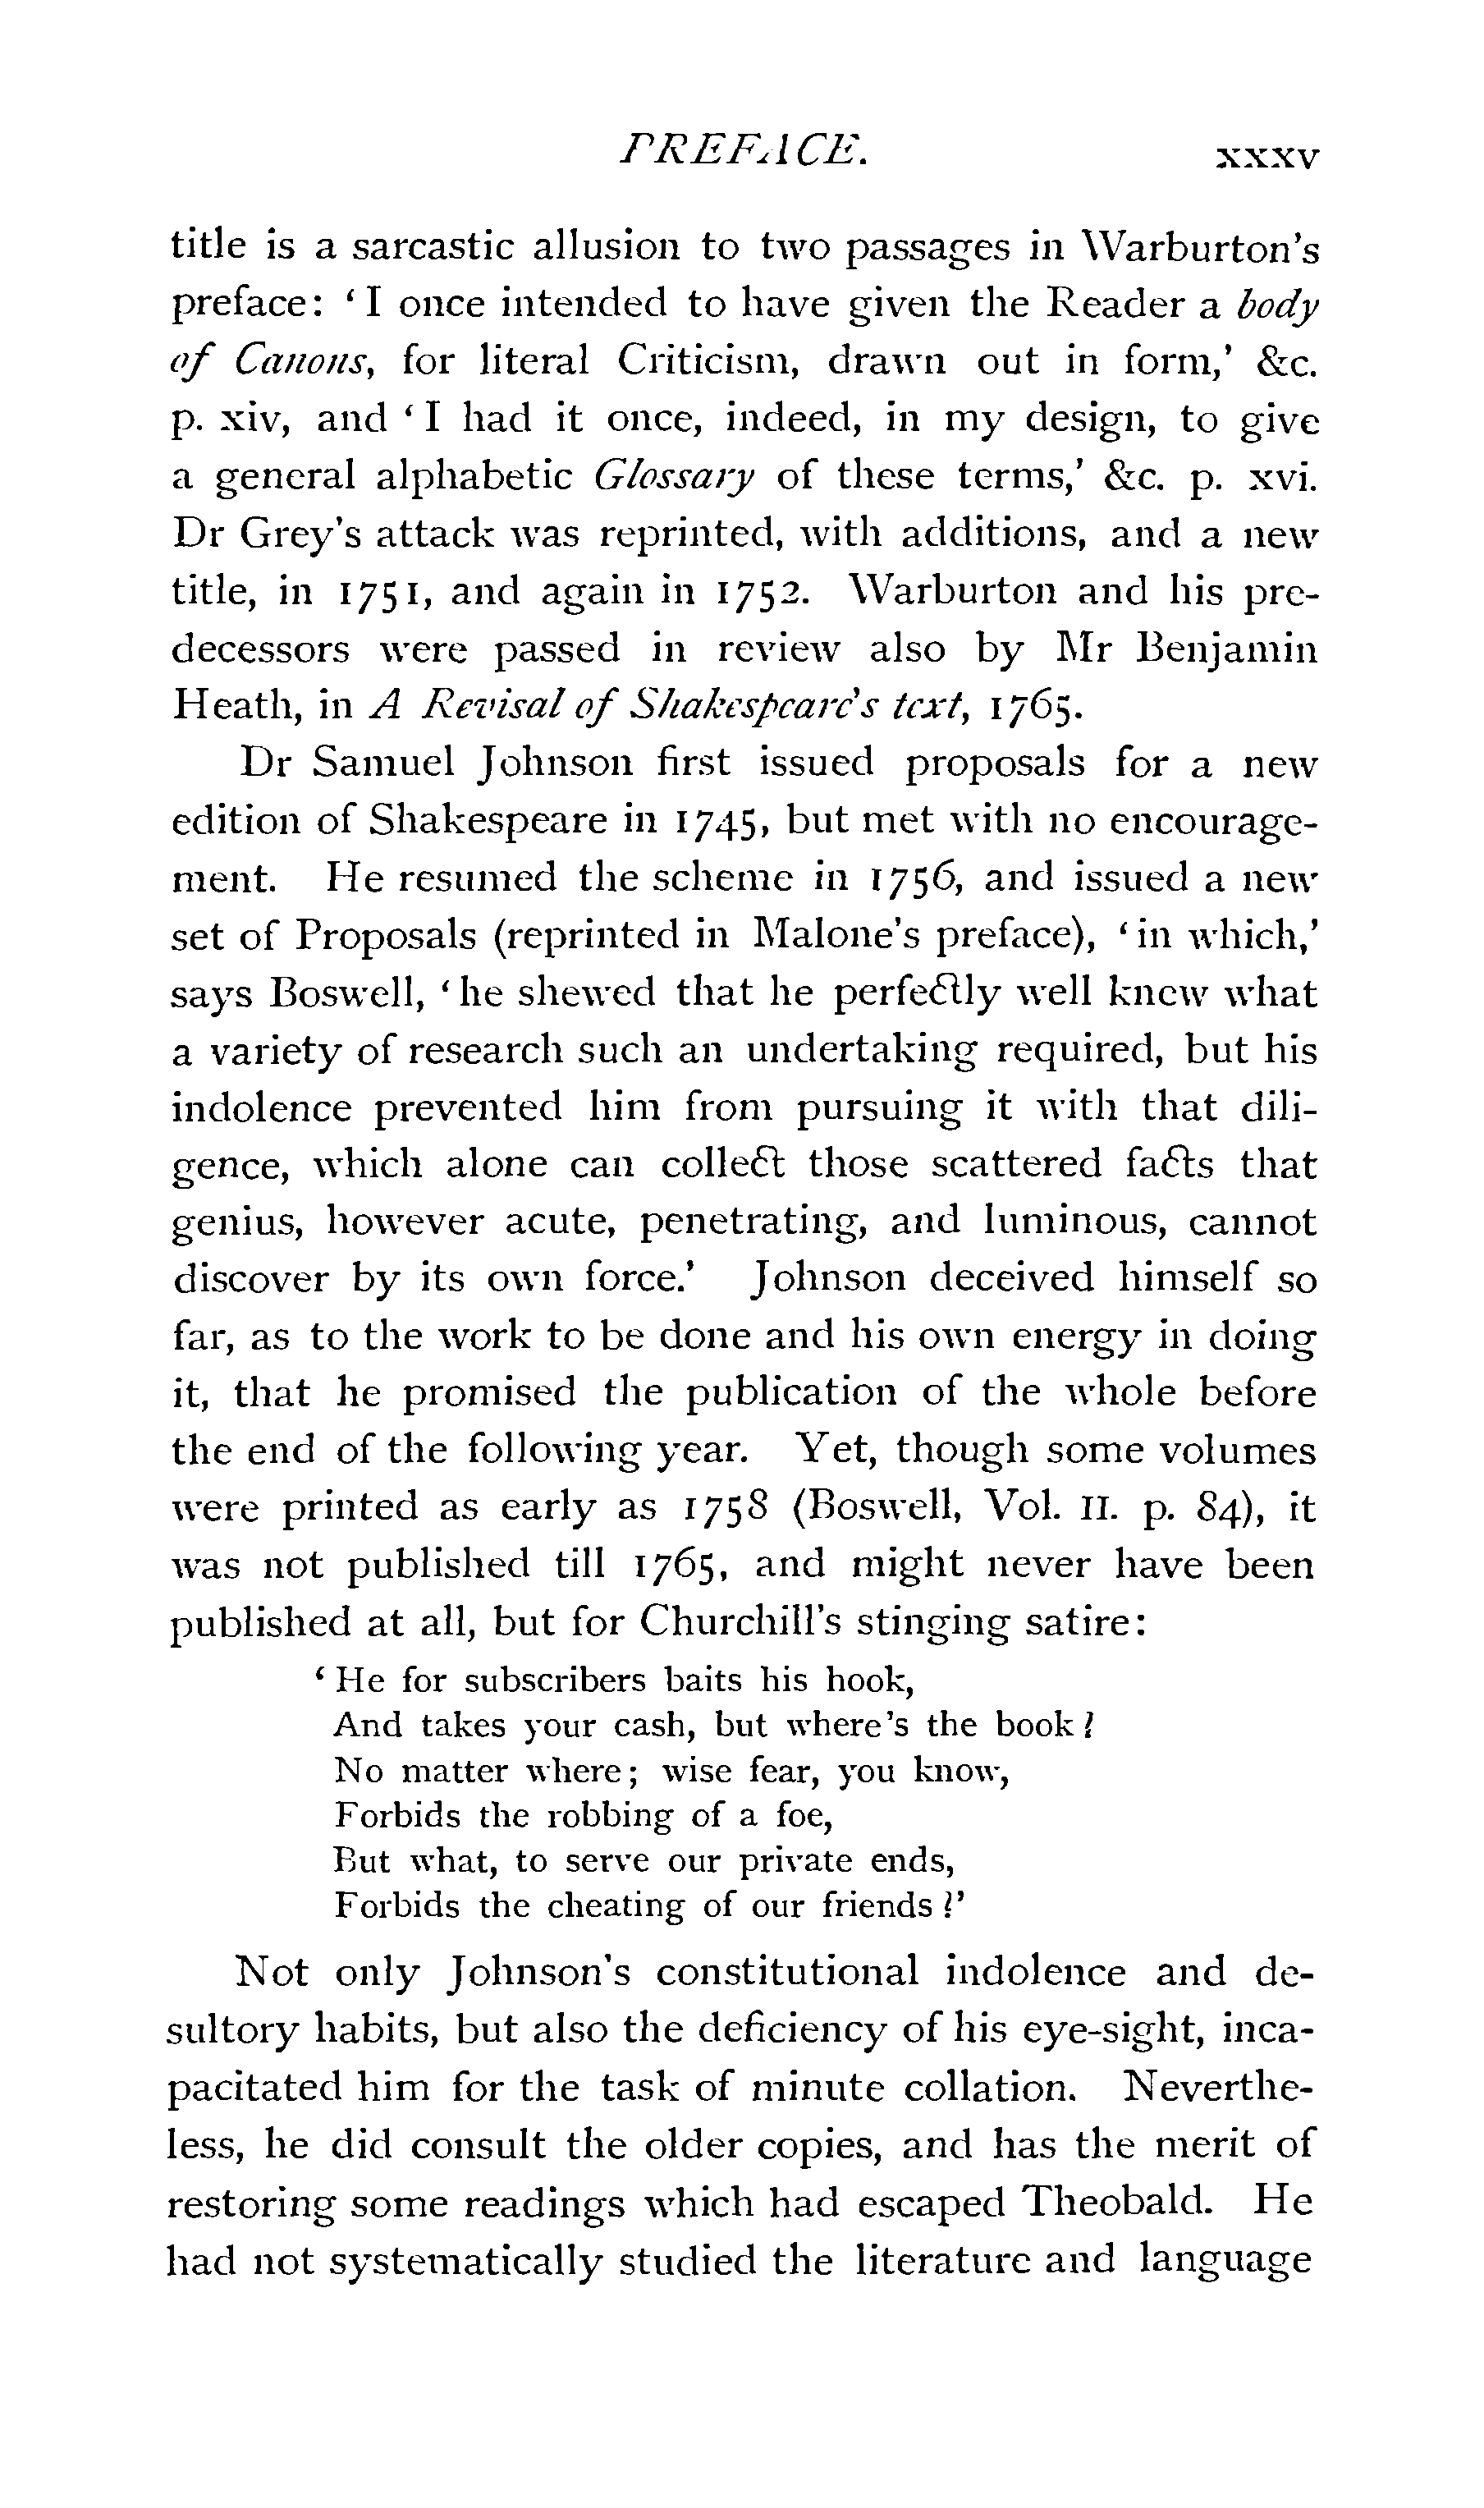 PREFACE. xxxv
title is a sarcastic allusion to two passages in Warburton's
preface: ‘I once intended to have given the Reader a body
of Canons, for literal Criticism, drawn out in form,’ &c.
p. xiv, and ‘I had it once, indeed, in my design, to give
a general alphabetic Glossary of these terms,’ &c. p. xvi.
Dr Grey's attack was reprinted, with additions, and a new
title, in 1751, and again in 1752. Warburton and his pre-
decessors were passed in review also by Mr Benjamin
Heath, in A Revisal of Shakespeare's text, 1765.
Dr Samuel Johnson first issued proposals for a new
edition of Shakespeare in 1745, but met with no encourage-
ment. He resumed the scheme in 1756, and issued a new
set of Proposals (reprinted in Malone's preface), ‘in which,’
says Boswell, ‘he shewed that he perfectly well knew what
a variety of research such an undertaking required, but his
indolence prevented him from pursuing it with that dili-
gence, which alone can collect those scattered facts that
genius, however acute, penetrating, and luminous, cannot
discover by its own force.’ Johnson deceived himself so
far, as to the work to be done and his own energy in doing
it, that he promised the publication of the whole before
the end of the following year. Yet, though some volumes
were printed as early as 1758 (Boswell, Vol. II. p. 84), it
was not published till 1765, and might never have been
published at all, but for Churchill's stinging satire:
‘He for subscribers baits his hook,
And takes your cash, but where's the book?
No matter where; wise fear, you know,
Forbids the robbing of a foe,
But what, to serve our private ends,
Forbids the cheating of our friends?’
Not only Johnson's constitutional indolence and de-
sultory habits, but also the deficiency of his eye-sight, inca-
pacitated him for the task of minute collation. Neverthe-
less, he did consult the older copies, and has the merit of
restoring some readings which had escaped Theobald. He
had not systematically studied the literature and language